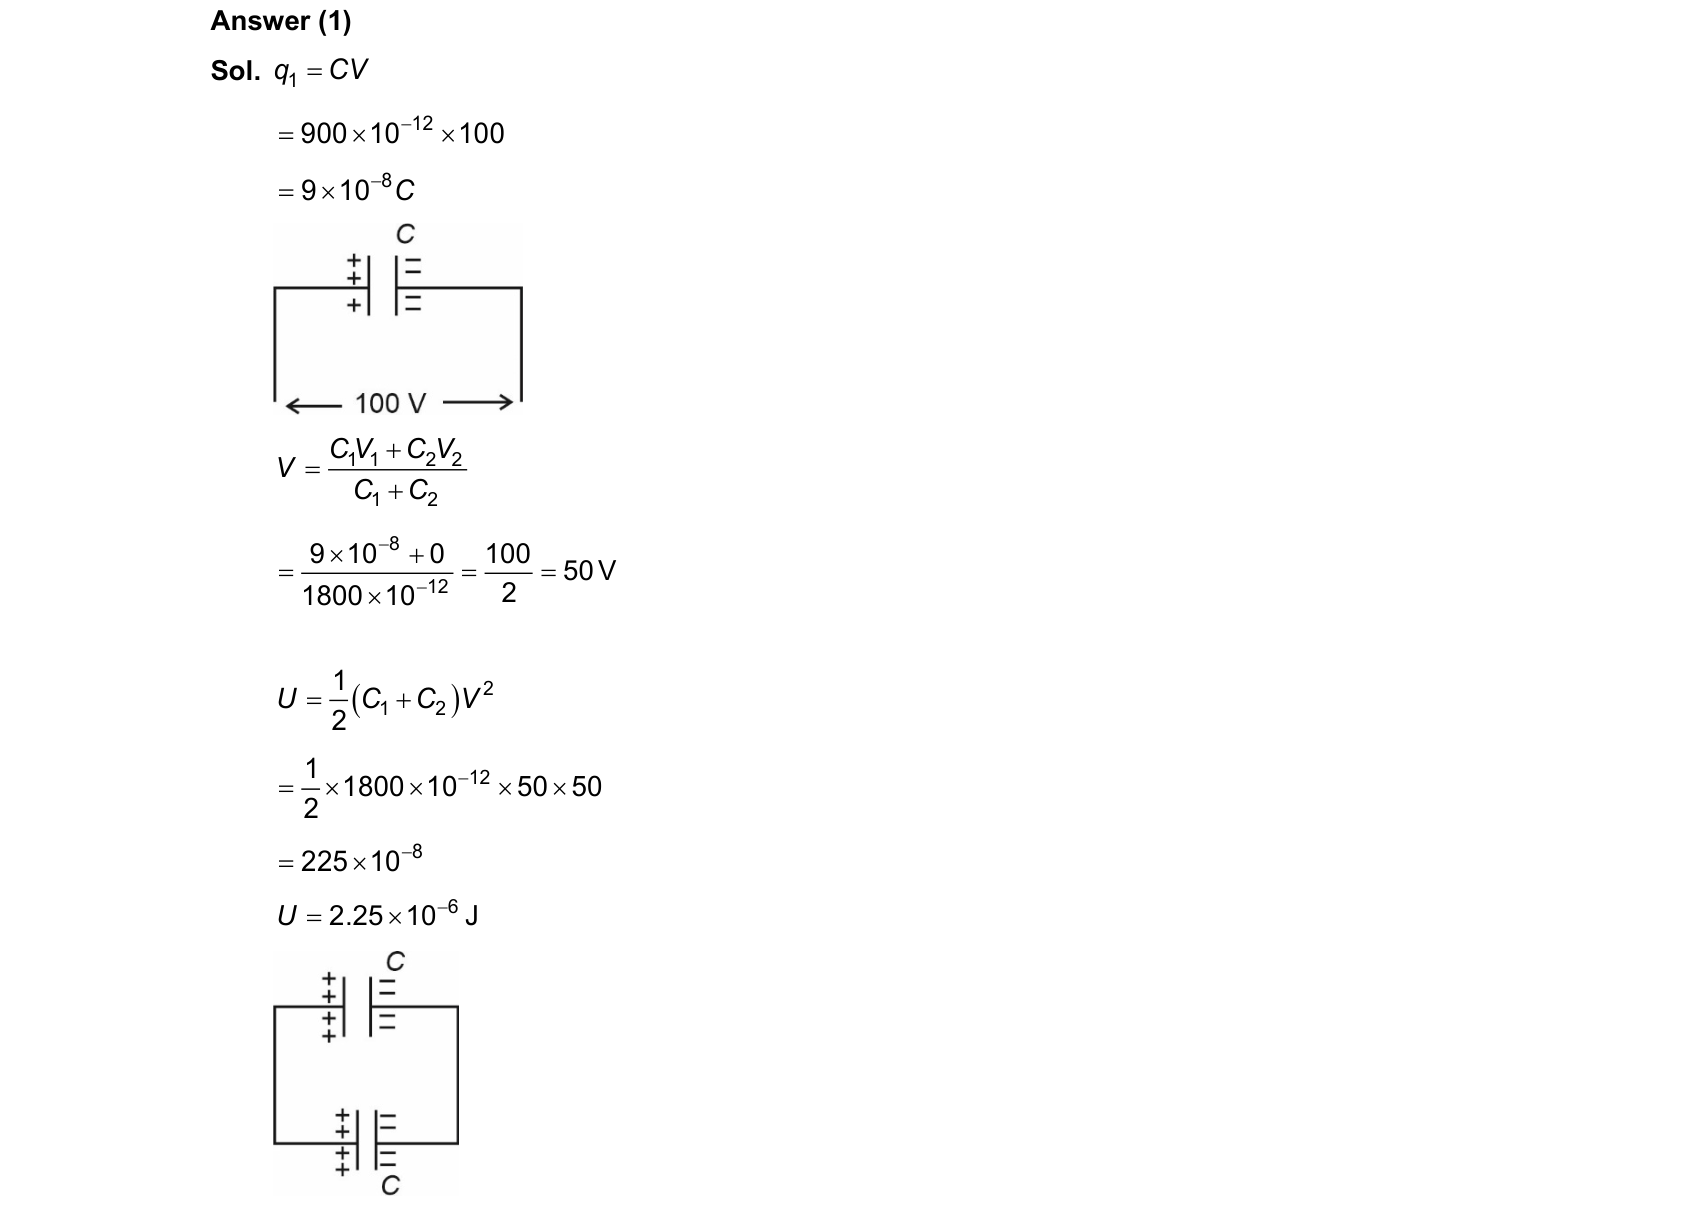 Answer (1)
Sol. q₁ = CV
= 900 × 10⁻¹² × 100
= 9 × 10⁻⁸ C
C
+ + +
100 V
V = (C₁V₁ + C₂V₂) / (C₁ + C₂)
= (9 × 10⁻⁸ + 0) / (1800 × 10⁻¹²) = 100/2 = 50 V
U = 1/2 (C₁ + C₂)V²
= 1/2 × 1800 × 10⁻¹² × 50 × 50
= 225 × 10⁻⁸
U = 2.25 × 10⁻⁶ J
C
+ + + +
+ + + +
C